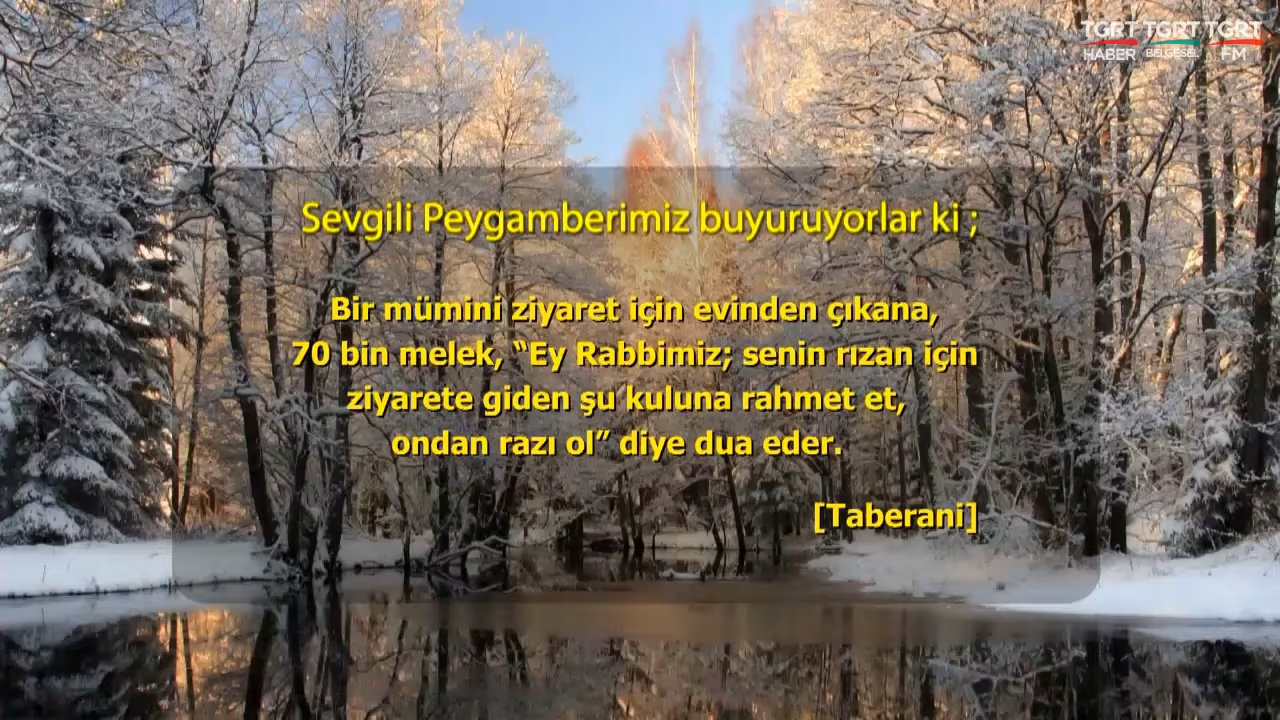 TGRT TGRT TGRT
HABER BELGESEL FM
Sevgili Peygamberimiz buyuruyorlar ki ;
Bir mümini ziyaret için evinden çıkana,
70 bin melek, “Ey Rabbimiz; senin rızan için
ziyarete giden şu kuluna rahmet et,
ondan razı ol” diye dua eder.
[Taberani]